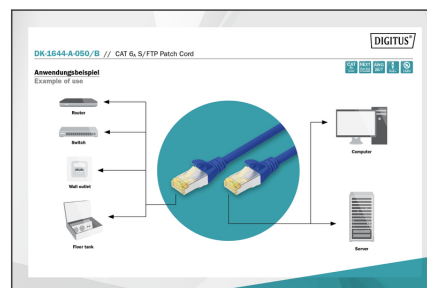 DIGITUS®
DK-1644-A-050/B // CAT 6A S/FTP Patch Cord
Anwendungsbeispiel
Example of use
Router
Switch
Wall outlet
Floor tank
Computer
Server